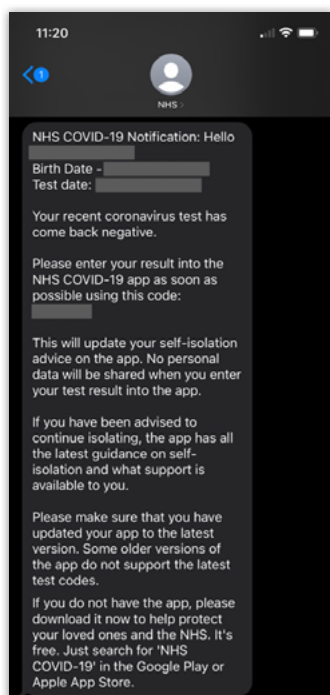 11:20
1
NHS
NHS COVID-19 Notification: Hello
Birth Date -
Test date:
Your recent coronavirus test has
come back negative.
Please enter your result into the
NHS COVID-19 app as soon as
possible using this code:
This will update your self-isolation
advice on the app. No personal
data will be shared when you enter
your test result into the app.
If you have been advised to
continue isolating, the app has all
the latest guidance on self-
isolation and what support is
available to you.
Please make sure that you have
updated your app to the latest
version. Some older versions of
the app do not support the latest
test codes.
If you do not have the app, please
download it now to help protect
your loved ones and the NHS. It's
free. Just search for 'NHS
COVID-19' in the Google Play or
Apple App Store.